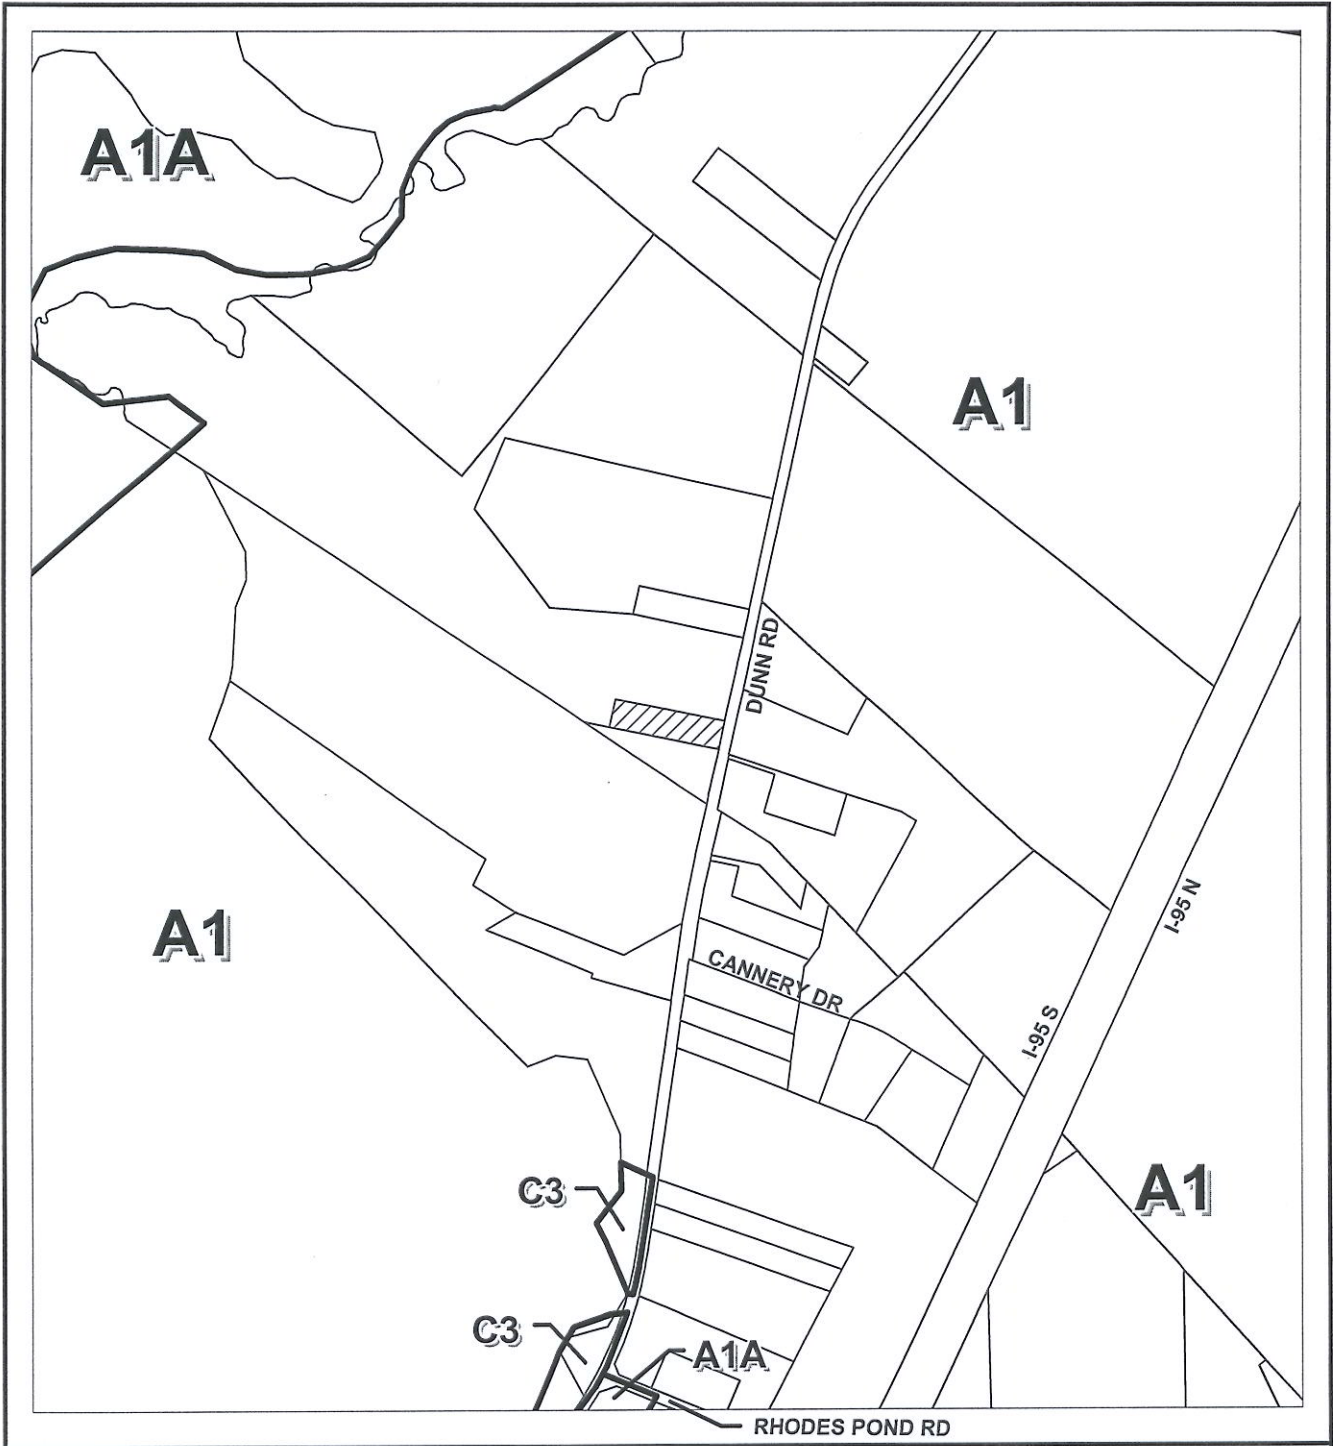 A1A
A1
DUNN RD
A1
I-95 N
CANNERY DR
I-95 S
A1
C3
C3
A1A
RHODES POND RD